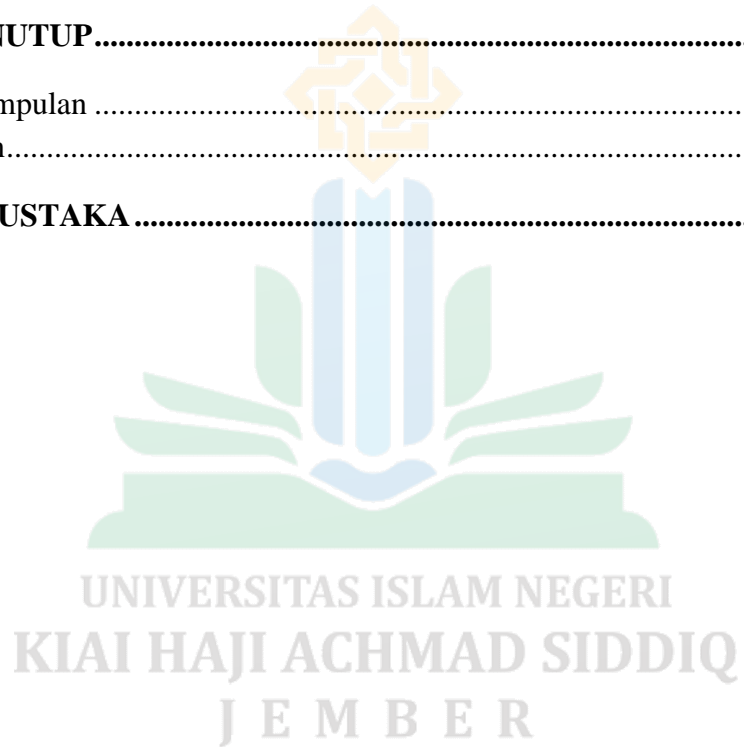 NUTUP.....................................................................................
mpulan .....................................................................................
n.....................................................................................
USTAKA .....................................................................................
UNIVERSITAS ISLAM NEGERI
KIAI HAJI ACHMAD SIDDIQ
J E M B E R